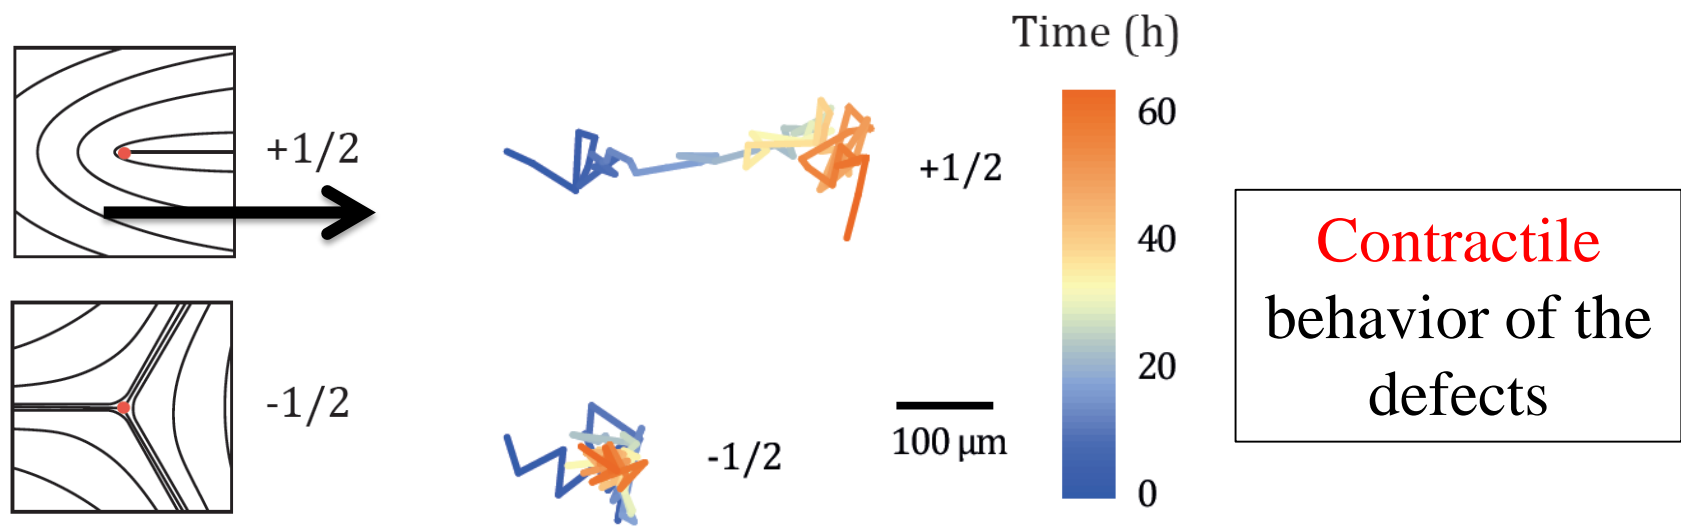 Time (h)
+1/2
+1/2
-1/2
-1/2
100 µm
60
40
20
0
Contractile
behavior of the
defects